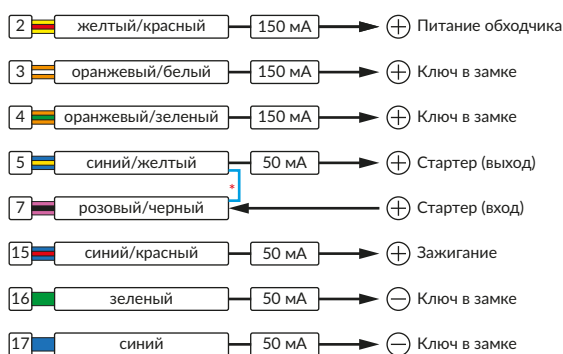 2 желтый/красный 150 мА + Питание обходчика
3 оранжевый/белый 150 мА + Ключ в замке
4 оранжевый/зеленый 150 мА + Ключ в замке
5 синий/желтый 50 мА + Стартер (выход)
*
7 розовый/черный + Стартер (вход)
15 синий/красный 50 мА + Зажигание
16 зеленый 50 мА − Ключ в замке
17 синий 50 мА − Ключ в замке